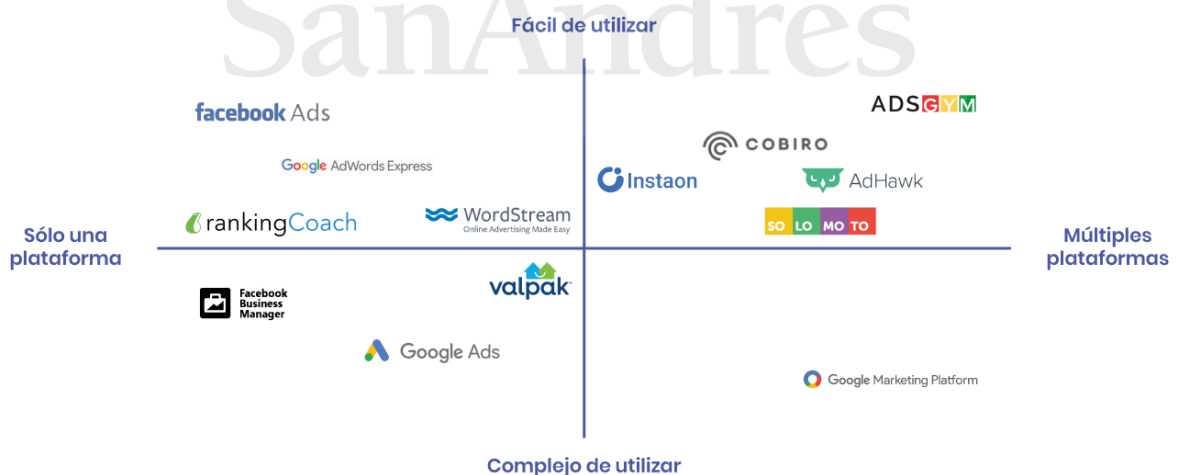 SanAndres
Fácil de utilizar
facebook Ads
ADSGYM
COBIRO
Google AdWords Express
Instaon
AdHawk
rankingCoach
WordStream
Online Advertising Made Easy
SO LO MO TO
Sólo una
plataforma
Múltiples
plataformas
valpak
Facebook
Business
Manager
Google Ads
Google Marketing Platform
Complejo de utilizar